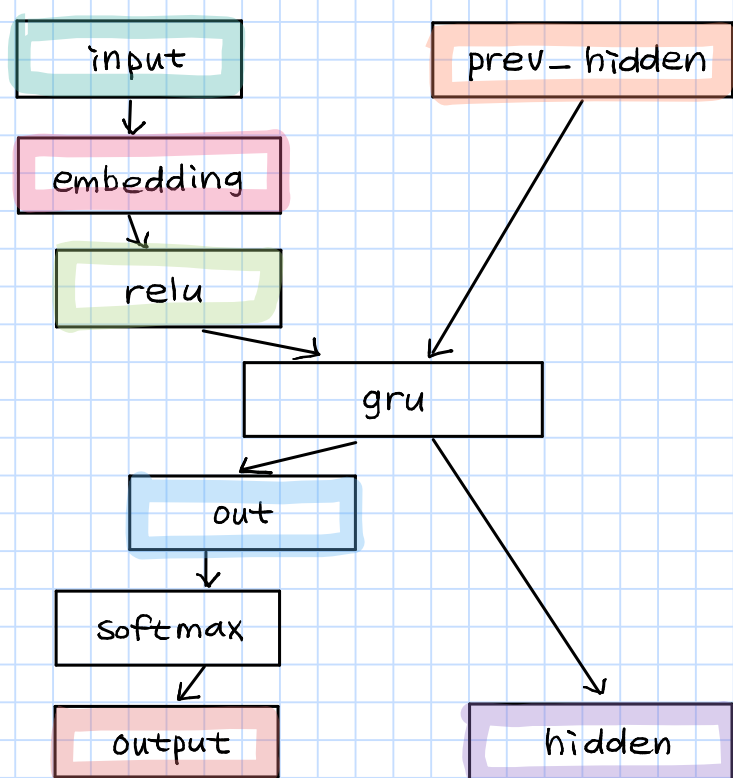 input
prev_hidden
embedding
relu
gru
out
softmax
output
hidden